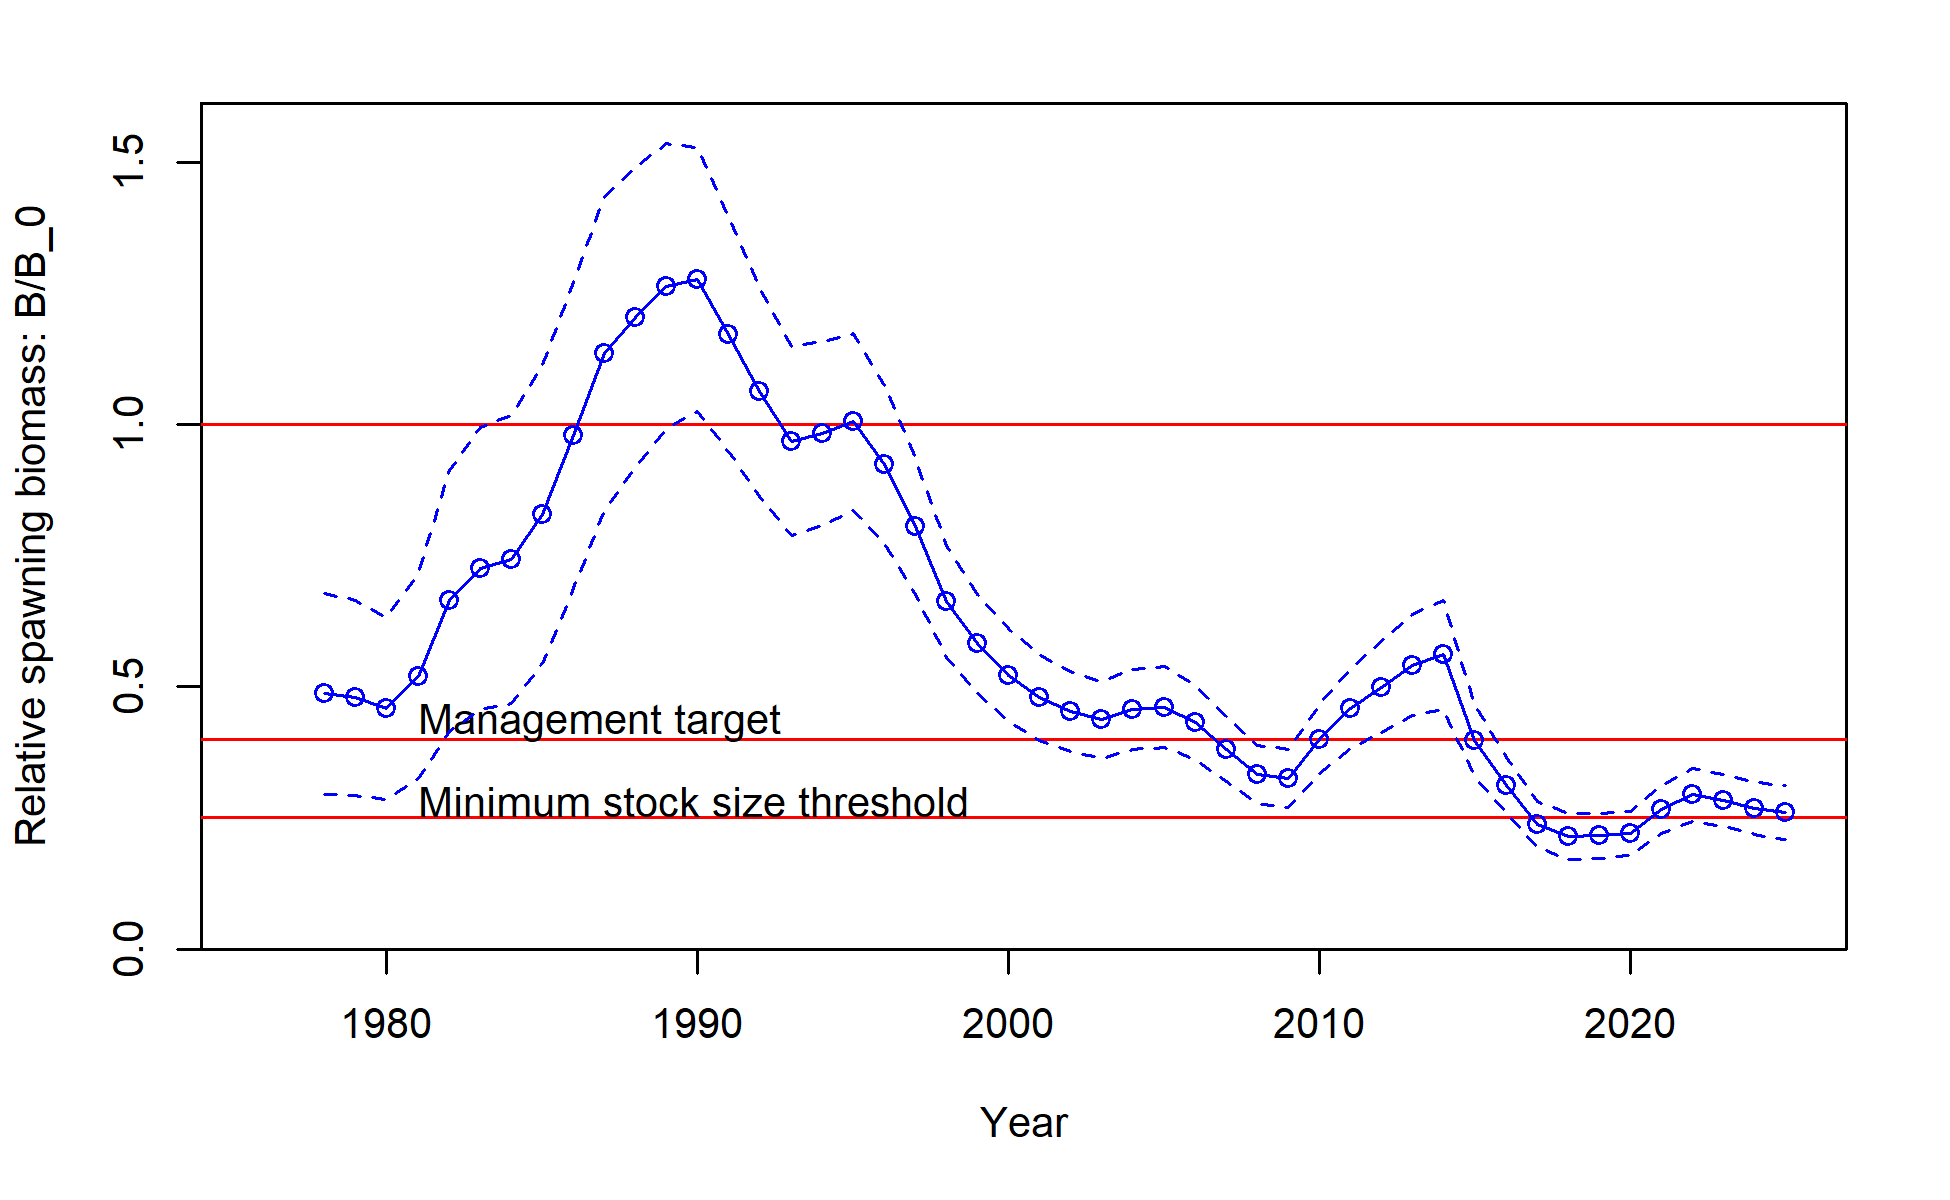 Relative spawning biomass: B/B_0
1.5
1.0
0.5
0.0
Management target
Minimum stock size threshold
1980 1990 2000 2010 2020
Year